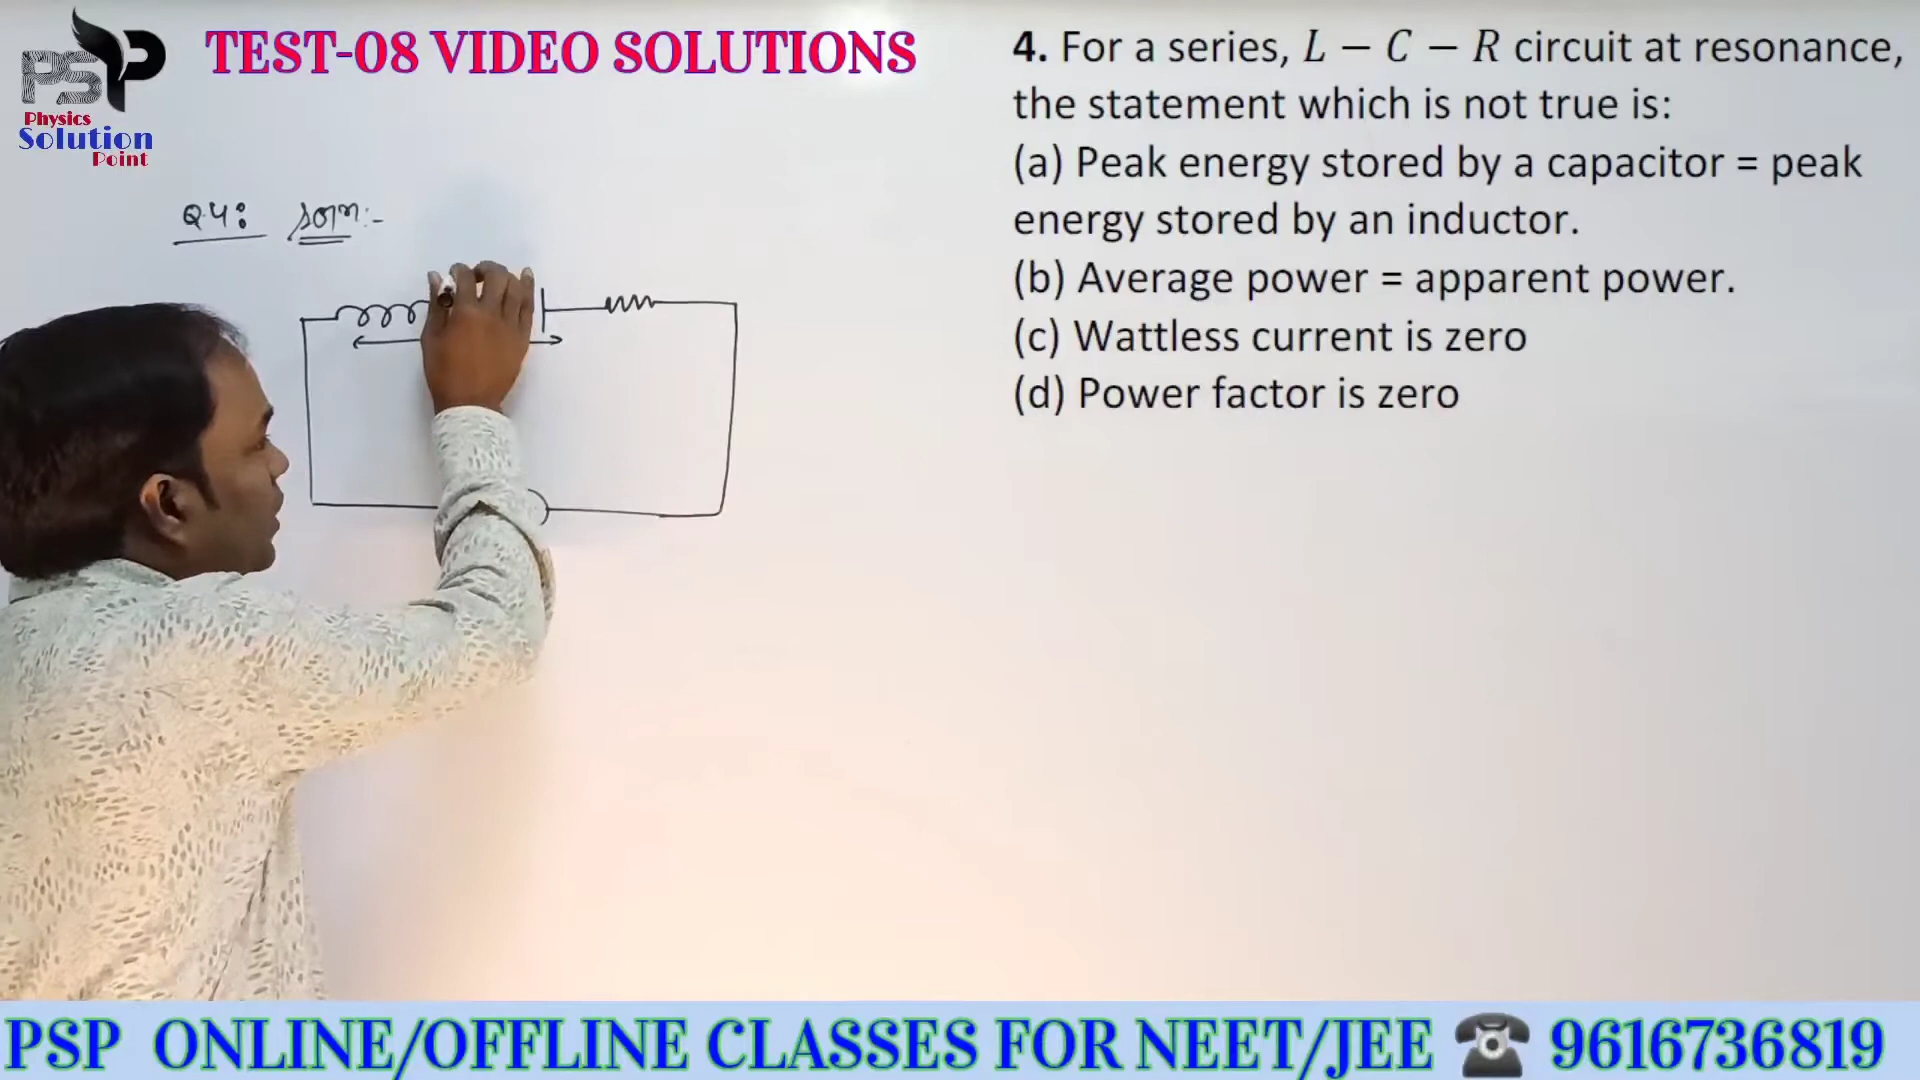 PSP
Physics
Solution
Point
TEST-08 VIDEO SOLUTIONS
Q.4: Soln:-
4. For a series, L − C − R circuit at resonance,
the statement which is not true is:
(a) Peak energy stored by a capacitor = peak
energy stored by an inductor.
(b) Average power = apparent power.
(c) Wattless current is zero
(d) Power factor is zero
PSP ONLINE/OFFLINE CLASSES FOR NEET/JEE ☎ 9616736819